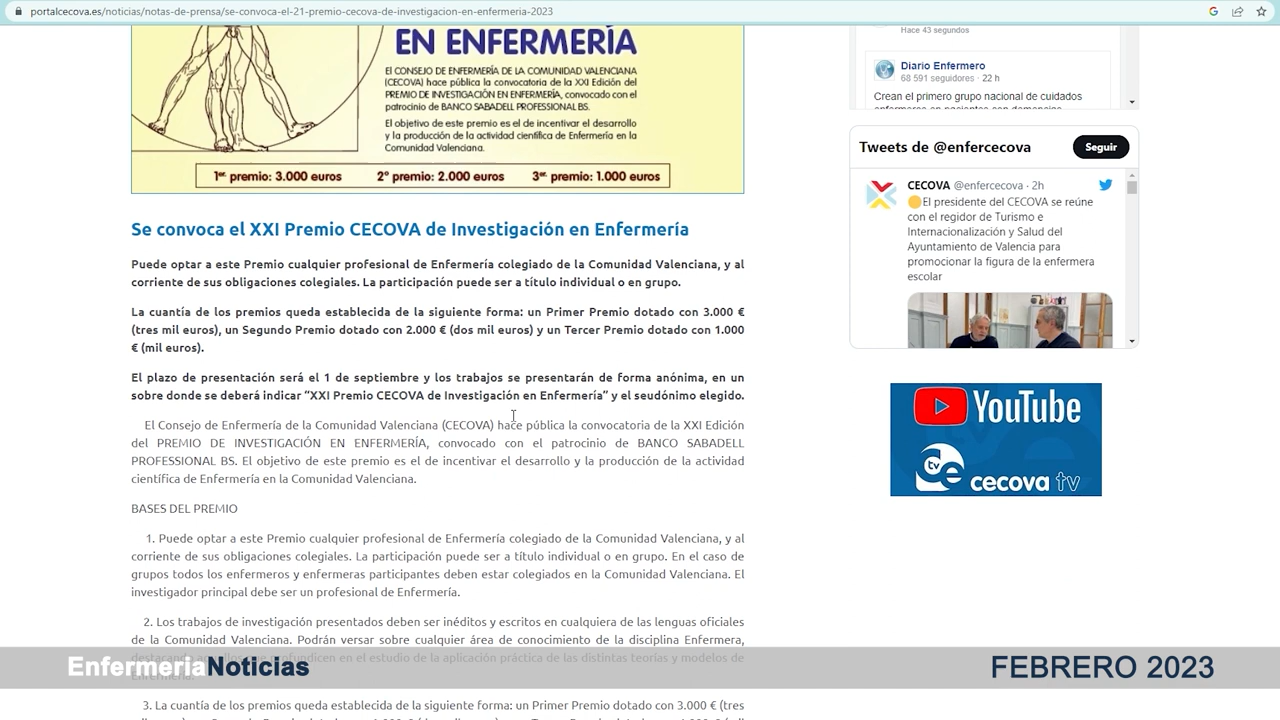 portalcecova.es/noticias/notas-de-prensa/se-convoca-el-21-premio-cecova-de-investigacion-en-enfermeria-2023
EN ENFERMERÍA
El CONSEJO DE ENFERMERÍA DE LA COMUNIDAD VALENCIANA
(CECOVA) hace pública la convocatoria de la XXI Edición del
PREMIO DE INVESTIGACIÓN EN ENFERMERÍA, convocado con el
patrocinio de BANCO SABADELL PROFESSIONAL BS.
El objetivo de este premio es el de incentivar el desarrollo
y la producción de la actividad científica de Enfermería en la
Comunidad Valenciana.
1er. premio: 3.000 euros 2º premio: 2.000 euros 3er. premio: 1.000 euros
Se convoca el XXI Premio CECOVA de Investigación en Enfermería
Puede optar a este Premio cualquier profesional de Enfermería colegiado de la Comunidad Valenciana, y al
corriente de sus obligaciones colegiales. La participación puede ser a título individual o en grupo.
La cuantía de los premios queda establecida de la siguiente forma: un Primer Premio dotado con 3.000 €
(tres mil euros), un Segundo Premio dotado con 2.000 € (dos mil euros) y un Tercer Premio dotado con 1.000
€ (mil euros).
El plazo de presentación será el 1 de septiembre y los trabajos se presentarán de forma anónima, en un
sobre donde se deberá indicar “XXI Premio CECOVA de Investigación en Enfermería” y el seudónimo elegido.
El Consejo de Enfermería de la Comunidad Valenciana (CECOVA) hace pública la convocatoria de la XXI Edición
del PREMIO DE INVESTIGACIÓN EN ENFERMERÍA, convocado con el patrocinio de BANCO SABADELL
PROFESSIONAL BS. El objetivo de este premio es el de incentivar el desarrollo y la producción de la actividad
científica de Enfermería en la Comunidad Valenciana.
BASES DEL PREMIO
1. Puede optar a este Premio cualquier profesional de Enfermería colegiado de la Comunidad Valenciana, y al
corriente de sus obligaciones colegiales. La participación puede ser a título individual o en grupo. En el caso de
grupos todos los enfermeros y enfermeras participantes deben estar colegiados en la Comunidad Valenciana. El
investigador principal debe ser un profesional de Enfermería.
2. Los trabajos de investigación presentados deben ser inéditos y escritos en cualquiera de las lenguas oficiales
de la Comunidad Valenciana. Podrán versar sobre cualquier área de conocimiento de la disciplina Enfermera,
profundicen en el estudio de la aplicación práctica de las distintas teorías y modelos de
3. La cuantía de los premios queda establecida de la siguiente forma: un Primer Premio dotado con 3.000 € (tres
Hace 43 segundos
Diario Enfermero
68 591 seguidores · 22 h
Crean el primero grupo nacional de cuidados
Tweets de @enfercecova
Seguir
CECOVA @enfercecova · 2h
El presidente del CECOVA se reúne
con el regidor de Turismo e
Internacionalización y Salud del
Ayuntamiento de Valencia para
promocionar la figura de la enfermera
escolar
YouTube
tv
cecova tv
EnfermeriaNoticias
FEBRERO 2023